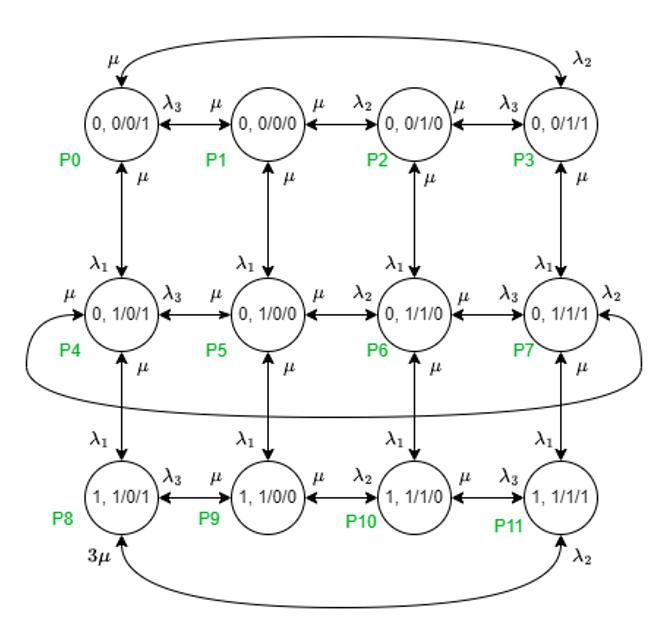 μ λ₂
0, 0/0/1 λ₃ μ 0, 0/0/0 μ λ₂ 0, 0/1/0 μ λ₃ 0, 0/1/1
P0 P1 P2 P3
μ μ μ μ
λ₁ λ₁ λ₁ λ₁
μ 0, 1/0/1 λ₃ μ 0, 1/0/0 μ λ₂ 0, 1/1/0 μ λ₃ 0, 1/1/1 λ₂
P4 P5 P6 P7
μ μ μ μ
λ₁ λ₁ λ₁ λ₁
1, 1/0/1 λ₃ μ 1, 1/0/0 μ λ₂ 1, 1/1/0 μ λ₃ 1, 1/1/1
P8 P9 P10 P11
3μ λ₂